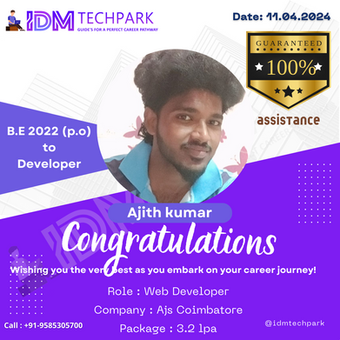 IDM TECHPARK
GUIDE'S FOR A PERFECT CAREER PATHWAY
Date: 11.04.2024
GUARANTEED
100%
assistance
B.E 2022 (p.o)
to
Developer
Ajith kumar
Congratulations
Wishing you the very best as you embark on your career journey!
Role : Web Developer
Company : Ajs Coimbatore
Package : 3.2 lpa
Call : +91-9585305700
@idmtechpark